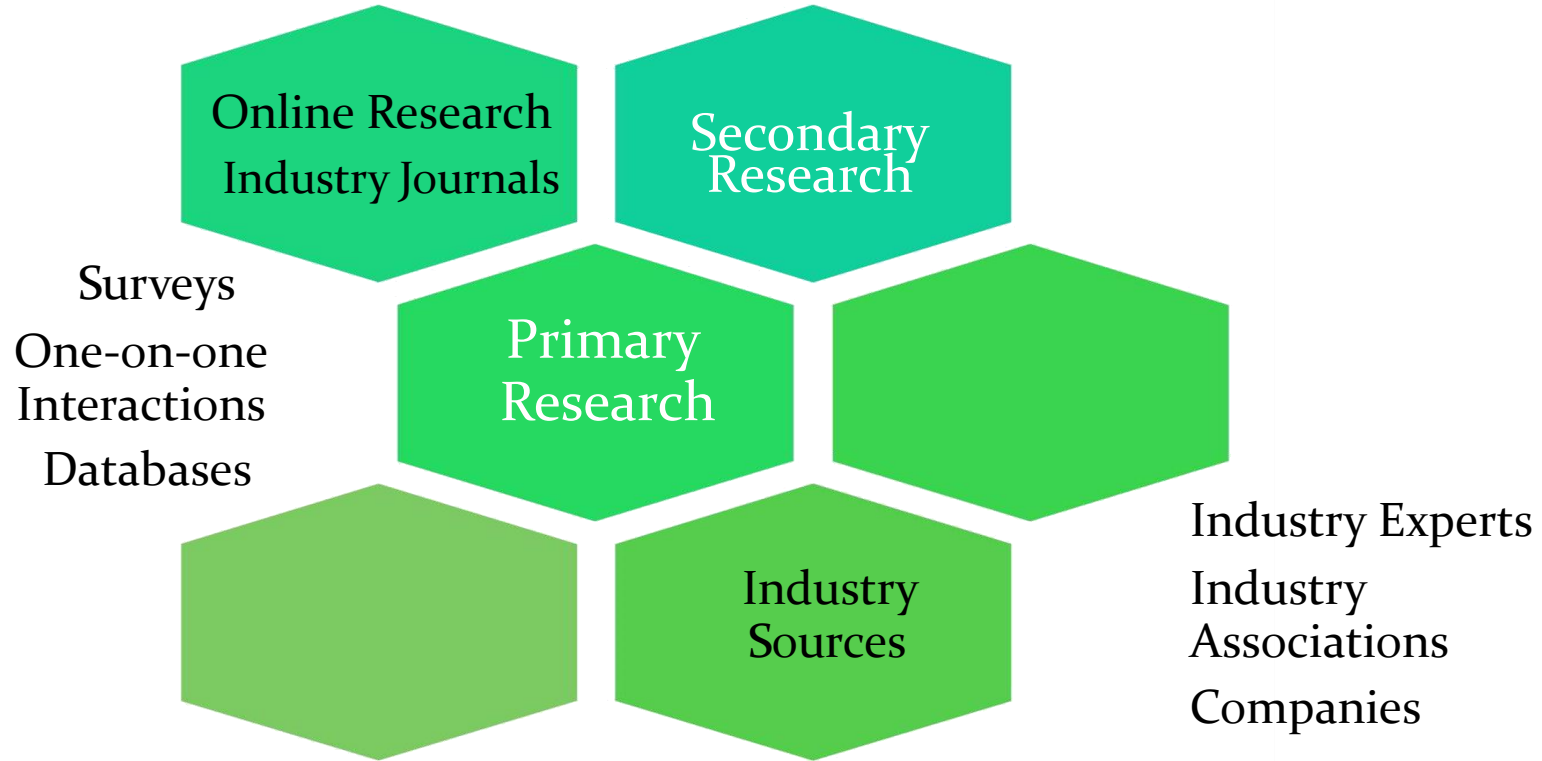 Online Research
Industry Journals
Secondary
Research
Surveys
One-on-one
Interactions
Databases
Primary
Research
Industry
Sources
Industry Experts
Industry
Associations
Companies